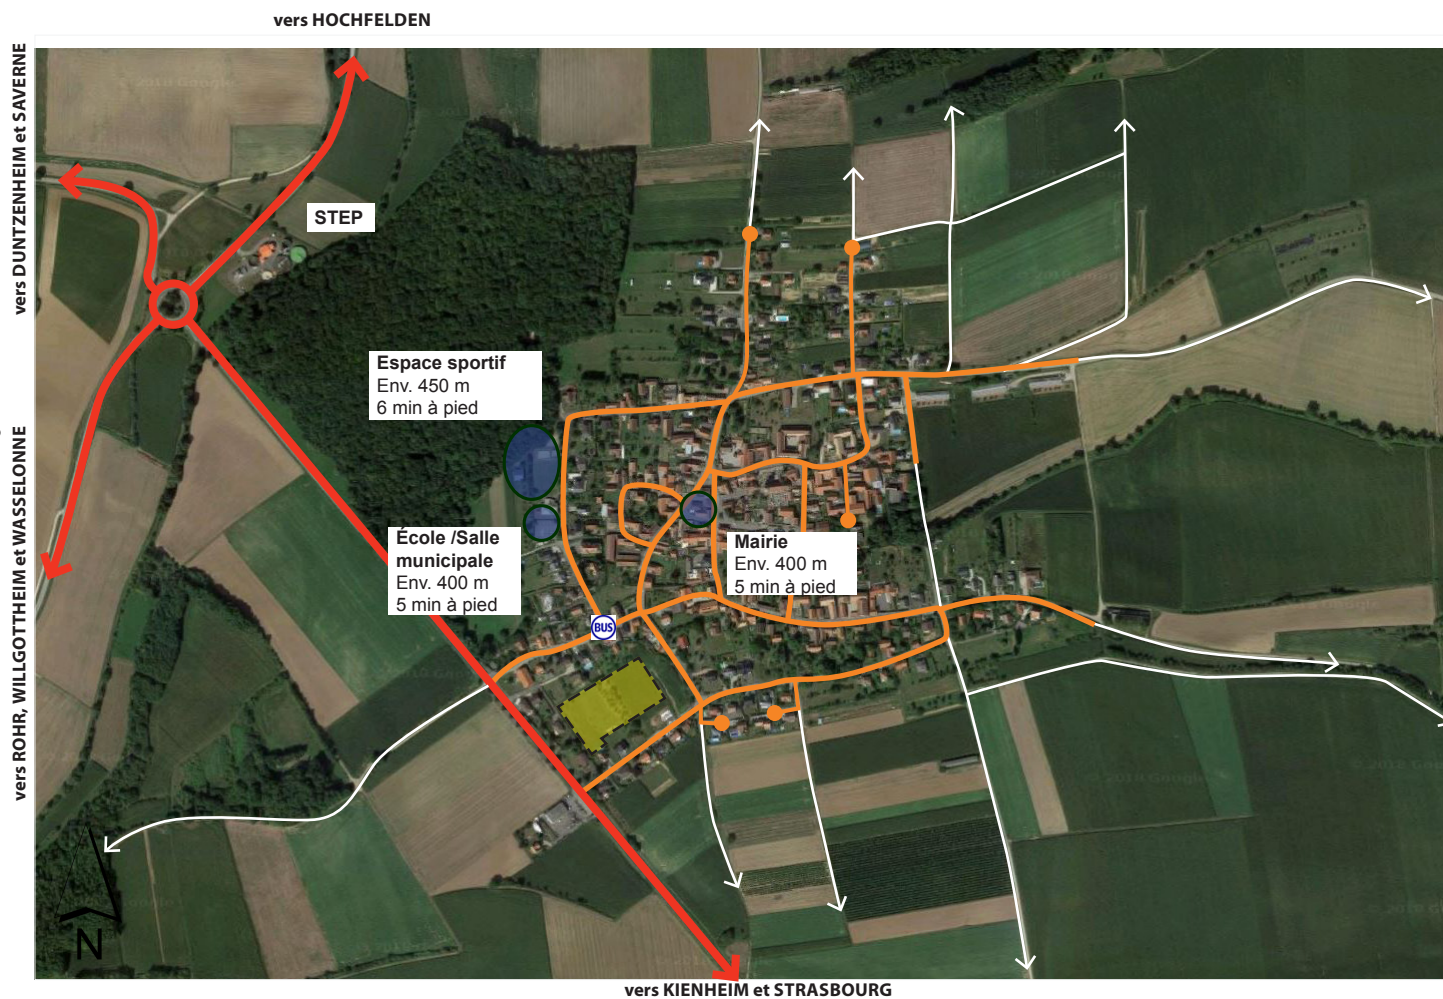 vers HOCHFELDEN
vers DUNTZENHEIM et SAVERNE
STEP
Espace sportif
Env. 450 m
6 min à pied
vers ROHR, WILLGOTTHEIM et WASSELONNE
École /Salle
municipale
Env. 400 m
5 min à pied
Mairie
Env. 400 m
5 min à pied
BUS
N
vers KIENHEIM et STRASBOURG